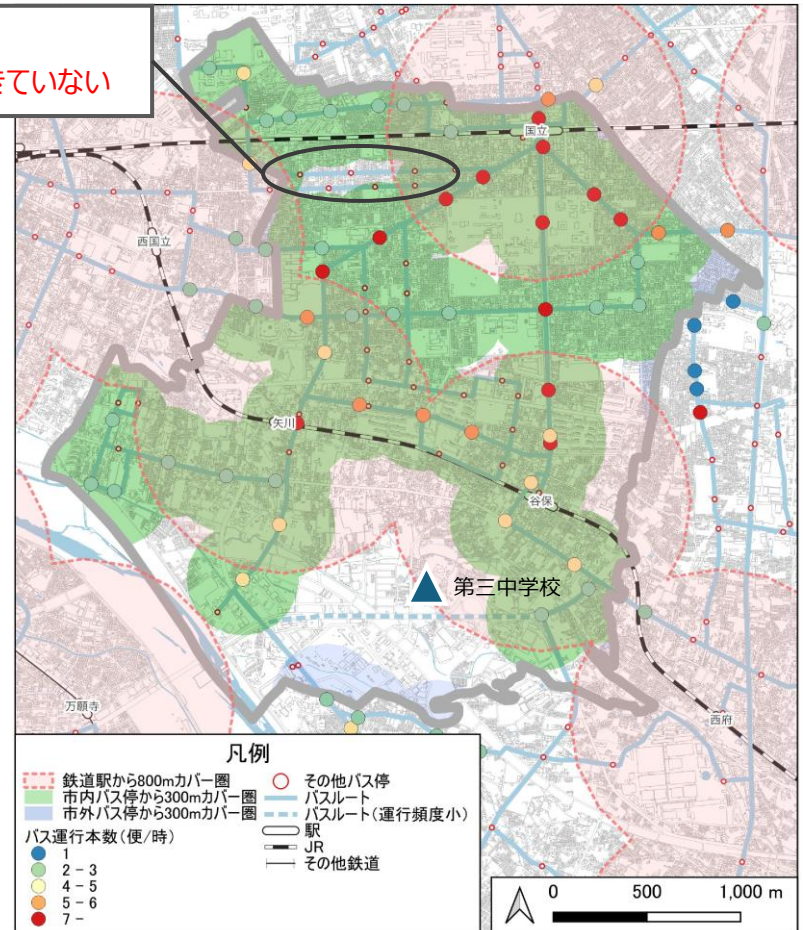 きていない
国立
西国立
矢川
谷保
第三中学校
万願寺
西府
凡例
鉄道駅から800mカバー圏
市内バス停から300mカバー圏
市外バス停から300mカバー圏
バス運行本数(便/時)
1
2 - 3
4 - 5
5 - 6
7 -
その他バス停
バスルート
バスルート(運行頻度小)
駅
JR
その他鉄道
0 500 1,000 m